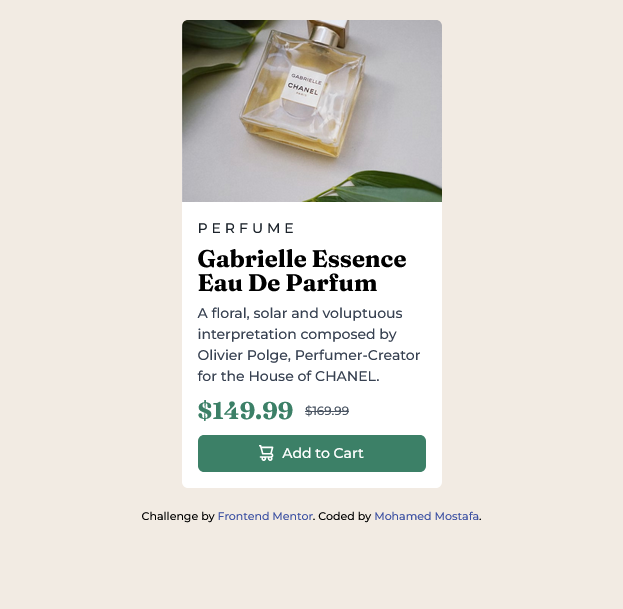 GABRIELLE
CHANEL
PARIS
PERFUME
Gabrielle Essence
Eau De Parfum
A floral, solar and voluptuous
interpretation composed by
Olivier Polge, Perfumer-Creator
for the House of CHANEL.
$149.99 $169.99
Add to Cart
Challenge by Frontend Mentor. Coded by Mohamed Mostafa.